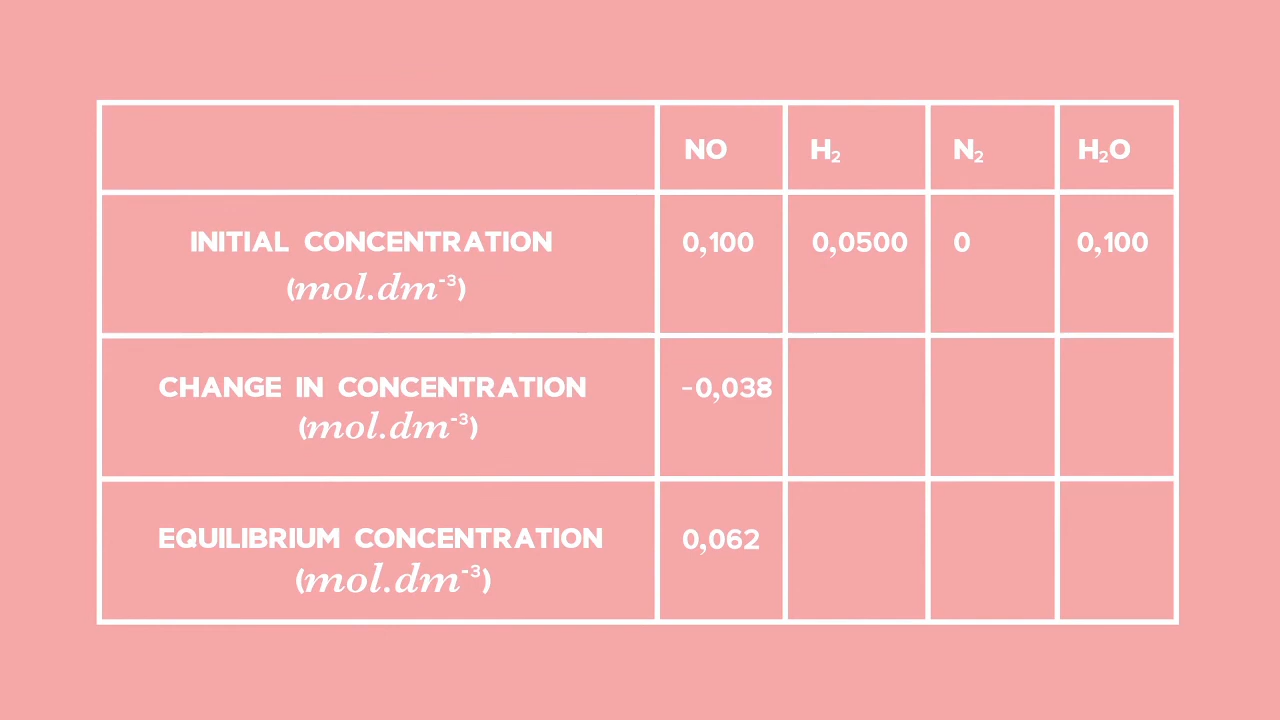 NO H₂ N₂ H₂O
INITIAL CONCENTRATION 0,100 0,0500 0 0,100
(mol.dm⁻³)
CHANGE IN CONCENTRATION -0,038
(mol.dm⁻³)
EQUILIBRIUM CONCENTRATION 0,062
(mol.dm⁻³)